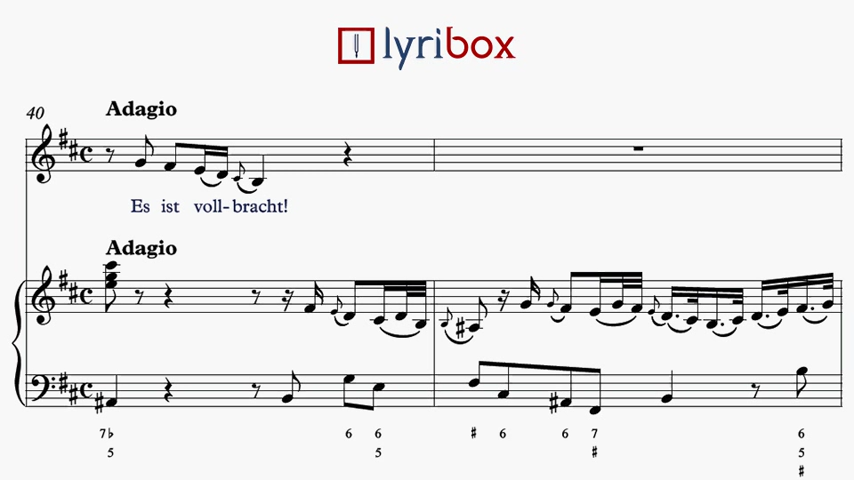 lyribox
40
Adagio
Es ist voll-bracht!
Adagio
7♭ 6 6 ♯ 6 6 7 6
5 5 ♯ 5
♯